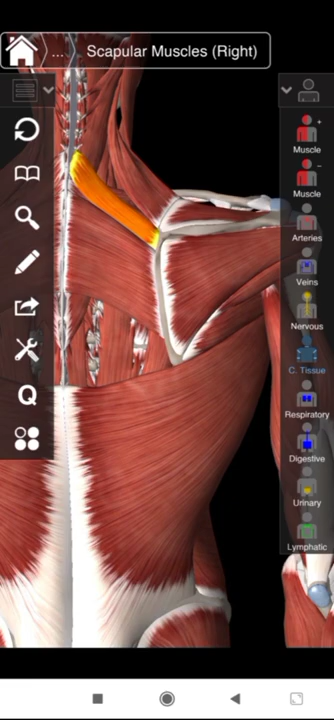 ... Scapular Muscles (Right)
+
Muscle
–
Muscle
Arteries
Veins
Nervous
C. Tissue
Respiratory
Q
Digestive
Urinary
Lymphatic